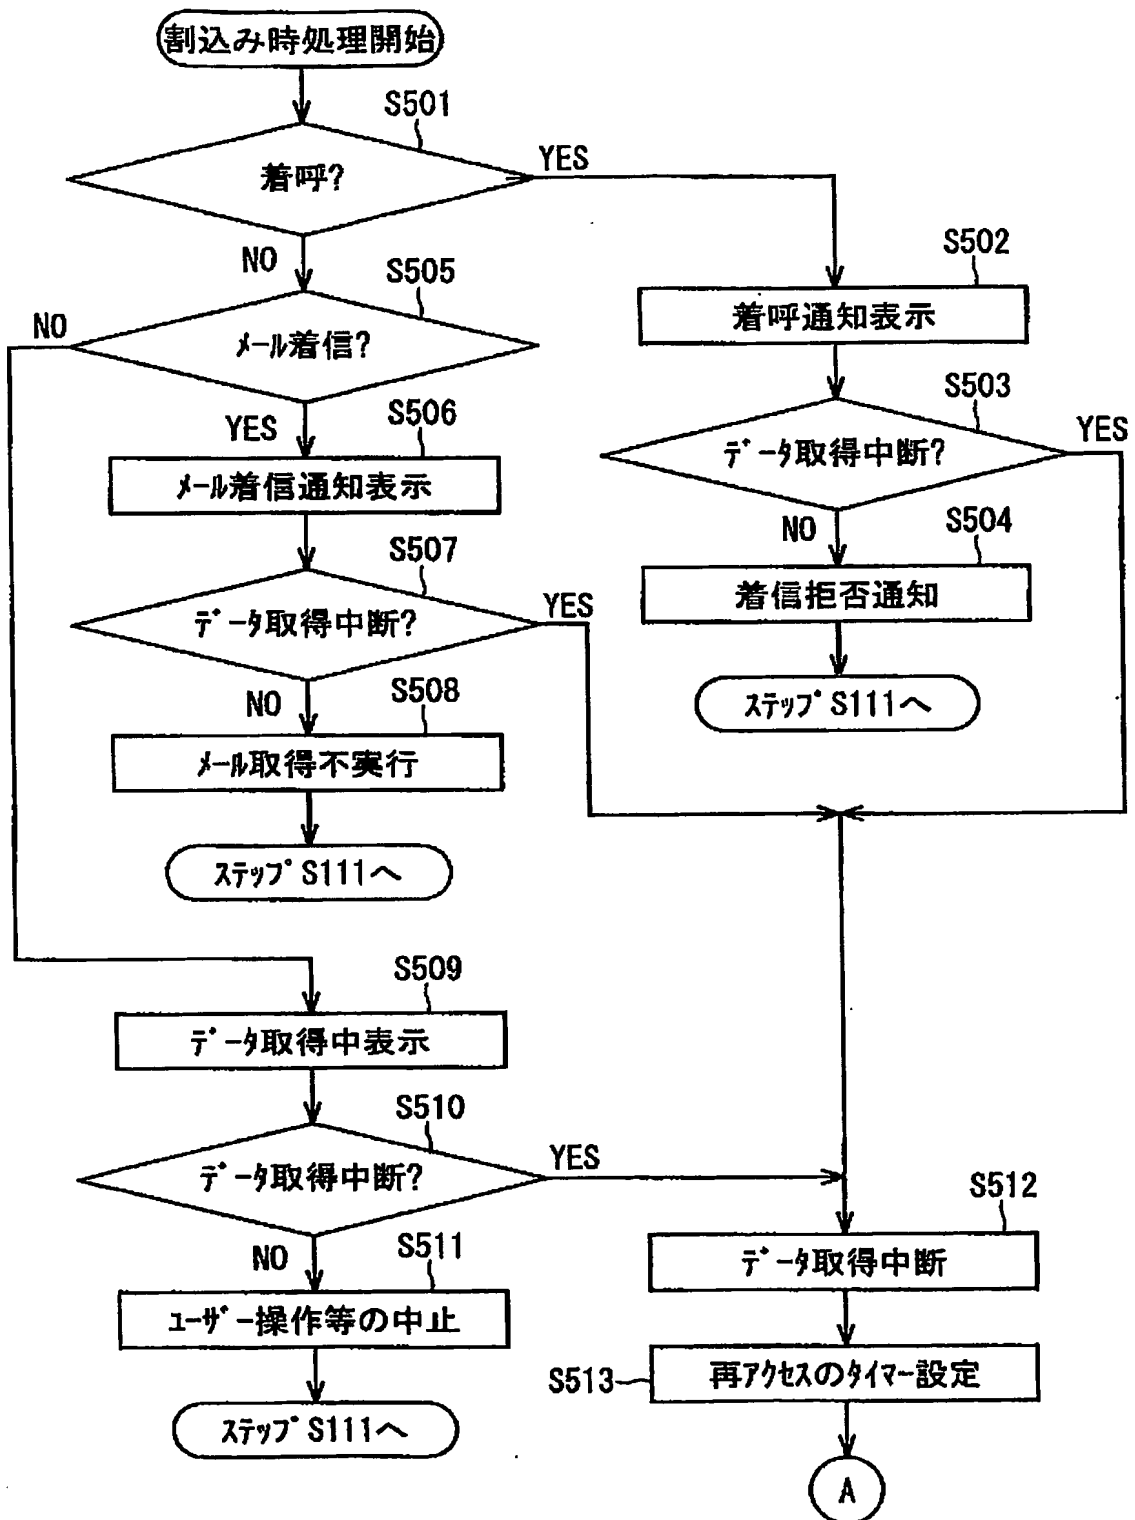 割込み時処理開始
S501
着呼?
YES
NO
S502
着呼通知表示
S505
メール着信?
NO
YES
S503
データ取得中断?
YES
NO
S506
メール着信通知表示
S504
着信拒否通知
ステップS111へ
S507
データ取得中断?
YES
NO
S508
メール取得不実行
ステップS111へ
S509
データ取得中表示
S510
データ取得中断?
YES
NO
S511
ユーザー操作等の中止
ステップS111へ
S512
データ取得中断
S513
再アクセスのタイマー設定
A